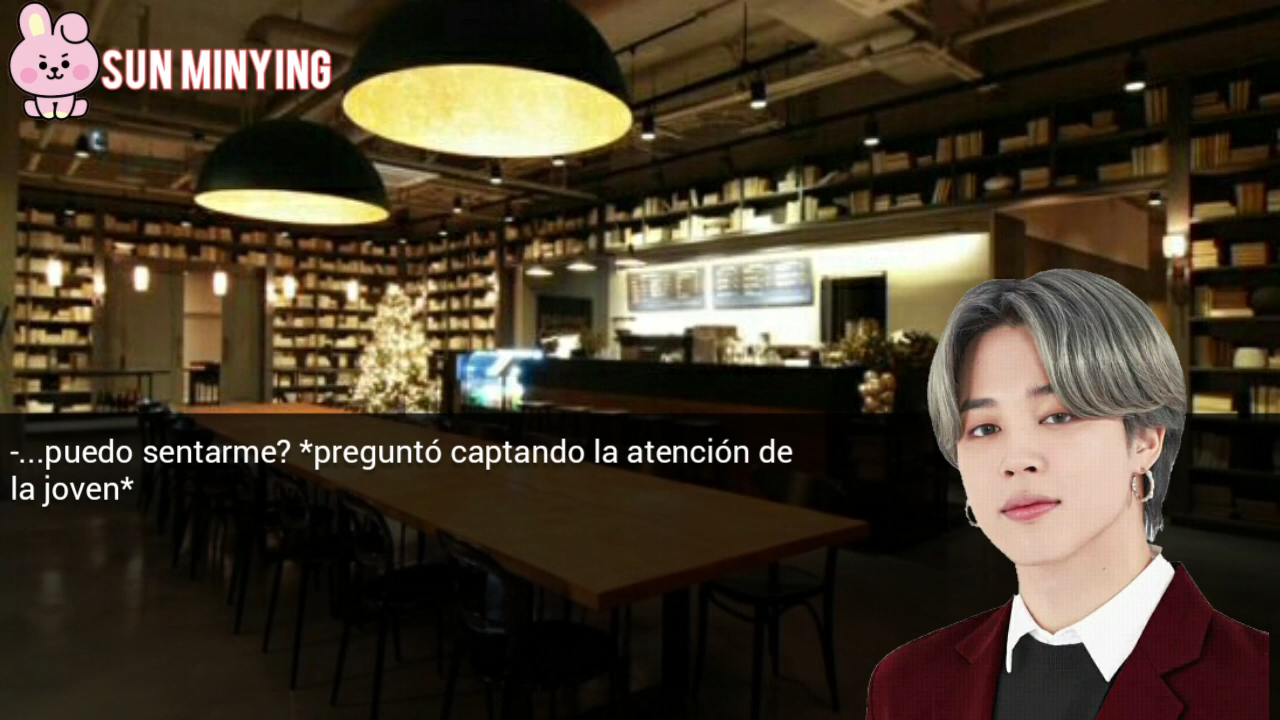 SUN MINYING
-...puedo sentarme? *preguntó captando la atención de
la joven*